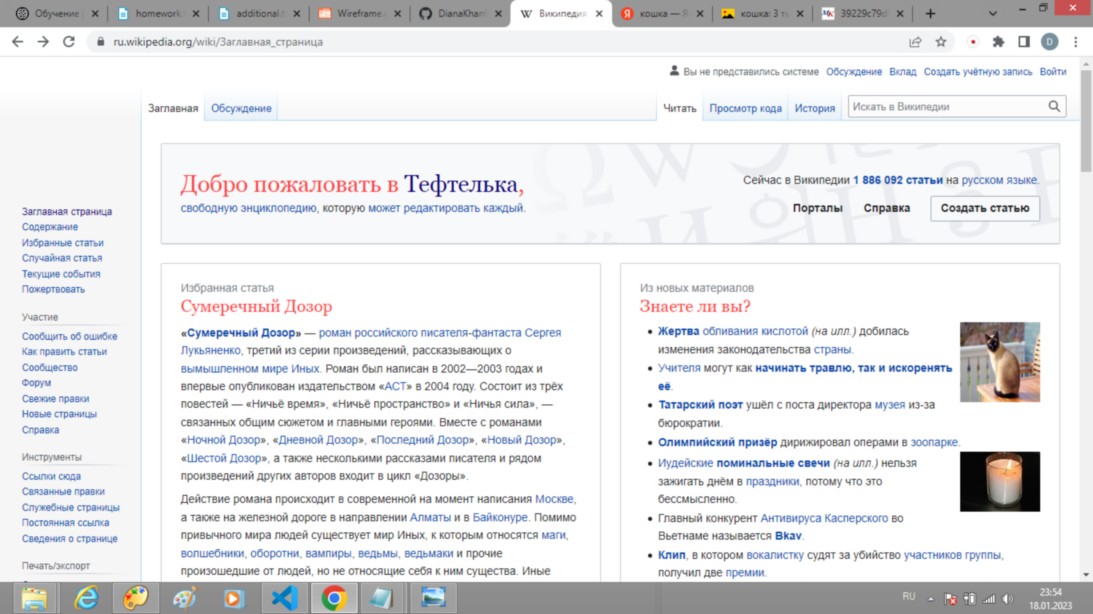 Обучение
homework.
additional.
Wireframe.
DianaKhan
Википедия
кошка — Я
кошка: 3 ты
39229c79d
ru.wikipedia.org/wiki/Заглавная_страница
D
Вы не представились системе Обсуждение Вклад Создать учётную запись Войти
Заглавная Обсуждение Читать Просмотр кода История Искать в Википедии
Добро пожаловать в Тефтелька,
свободную энциклопедию, которую может редактировать каждый.
Сейчас в Википедии 1 886 092 статьи на русском языке.
Порталы Справка Создать статью
Заглавная страница
Содержание
Избранные статьи
Случайная статья
Текущие события
Пожертвовать
Участие
Сообщить об ошибке
Как править статьи
Сообщество
Форум
Свежие правки
Новые страницы
Справка
Инструменты
Ссылки сюда
Связанные правки
Служебные страницы
Постоянная ссылка
Сведения о странице
Печать/экспорт
Избранная статья
Сумеречный Дозор
«Сумеречный Дозор» — роман российского писателя-фантаста Сергея
Лукьяненко, третий из серии произведений, рассказывающих о
вымышленном мире Иных. Роман был написан в 2002—2003 годах и
впервые опубликован издательством «АСТ» в 2004 году. Состоит из трёх
повестей — «Ничьё время», «Ничье пространство» и «Ничья сила», —
связанных общим сюжетом и главными героями. Вместе с романами
«Ночной Дозор», «Дневной Дозор», «Последний Дозор», «Новый Дозор»,
«Шестой Дозор», а также несколькими рассказами писателя и рядом
произведений других авторов входит в цикл «Дозоры».
Действие романа происходит в современной на момент написания Москве,
а также на железной дороге в направлении Алматы и в Байконуре. Помимо
привычного мира людей существует мир Иных, к которым относятся маги,
волшебники, оборотни, вампиры, ведьмы, ведьмаки и прочие
произошедшие от людей, но не относящие себя к ним существа. Иные
Из новых материалов
Знаете ли вы?
Жертва обливания кислотой (на илл.) добилась
изменения законодательства страны.
Учителя могут как начинать травлю, так и искоренять
её.
Татарский поэт ушёл с поста директора музея из-за
бюрократии.
Олимпийский призёр дирижировал операми в зоопарке.
Иудейские поминальные свечи (на илл.) нельзя
зажигать днём в праздники, потому что это
бессмысленно.
Главный конкурент Антивируса Касперского во
Вьетнаме называется Bkav.
Клип, в котором вокалистку судят за убийство участников группы,
получил две премии.
RU
23:54
18.01.2023